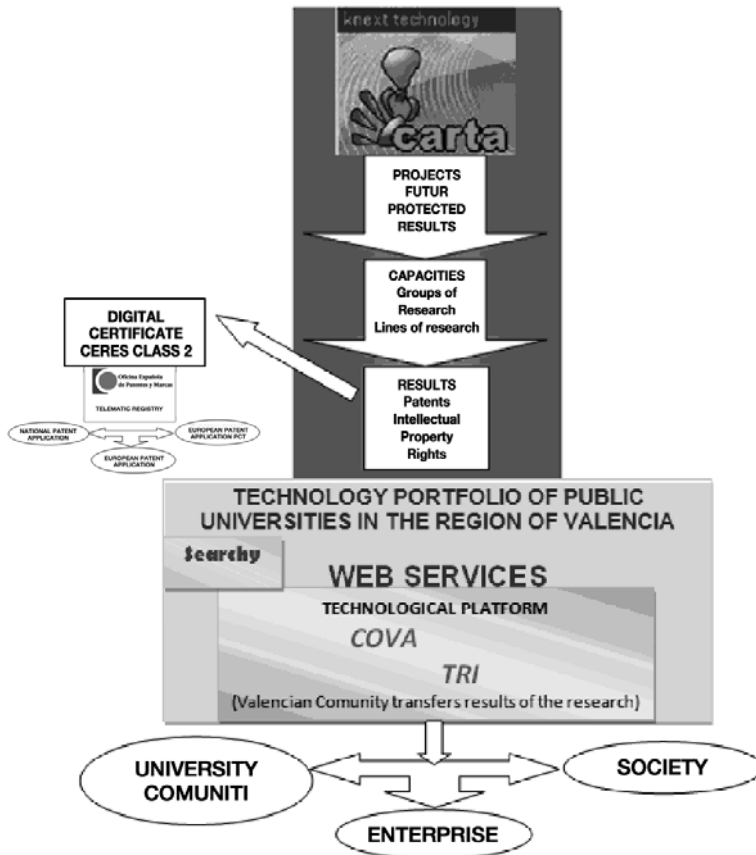 knext technology
carta
PROJECTS
FUTUR
PROTECTED
RESULTS
CAPACITIES
Groups of
Research
Lines of research
DIGITAL
CERTIFICATE
CERES CLASS 2
Oficina Española
de Patentes y Marcas
TELEMATIC REGISTRY
NATIONAL PATENT
APPLICATION
EUROPEAN PATENT
APPLICATION PCT
EUROPEAN PATENT
APPLICATION
RESULTS
Patents
Intellectual
Property
Rights
TECHNOLOGY PORTFOLIO OF PUBLIC
UNIVERSITIES IN THE REGION OF VALENCIA
Searchy
WEB SERVICES
TECHNOLOGICAL PLATFORM
COVA
TRI
(Valencian Comunity transfers results of the research)
UNIVERSITY
COMUNITI
SOCIETY
ENTERPRISE